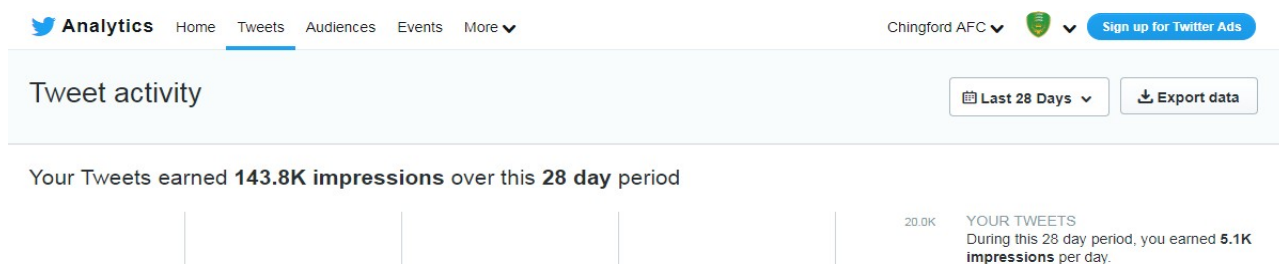 Analytics Home Tweets Audiences Events More Chingford AFC Sign up for Twitter Ads
Tweet activity Last 28 Days Export data
Your Tweets earned 143.8K impressions over this 28 day period
20.0K YOUR TWEETS
During this 28 day period, you earned 5.1K
impressions per day.